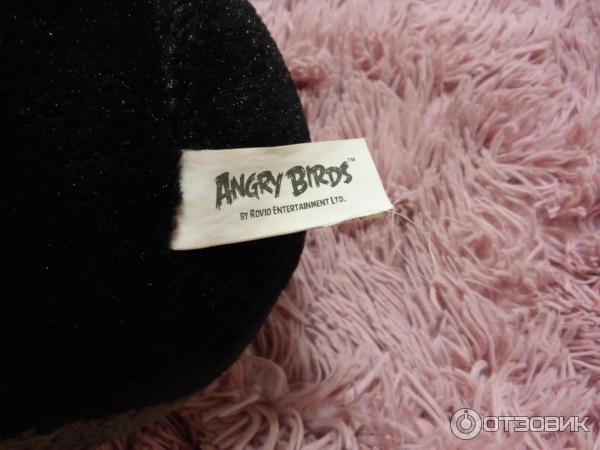 ANGRY BIRDS™
BY ROVIO ENTERTAINMENT LTD.
ОТЗОВИК